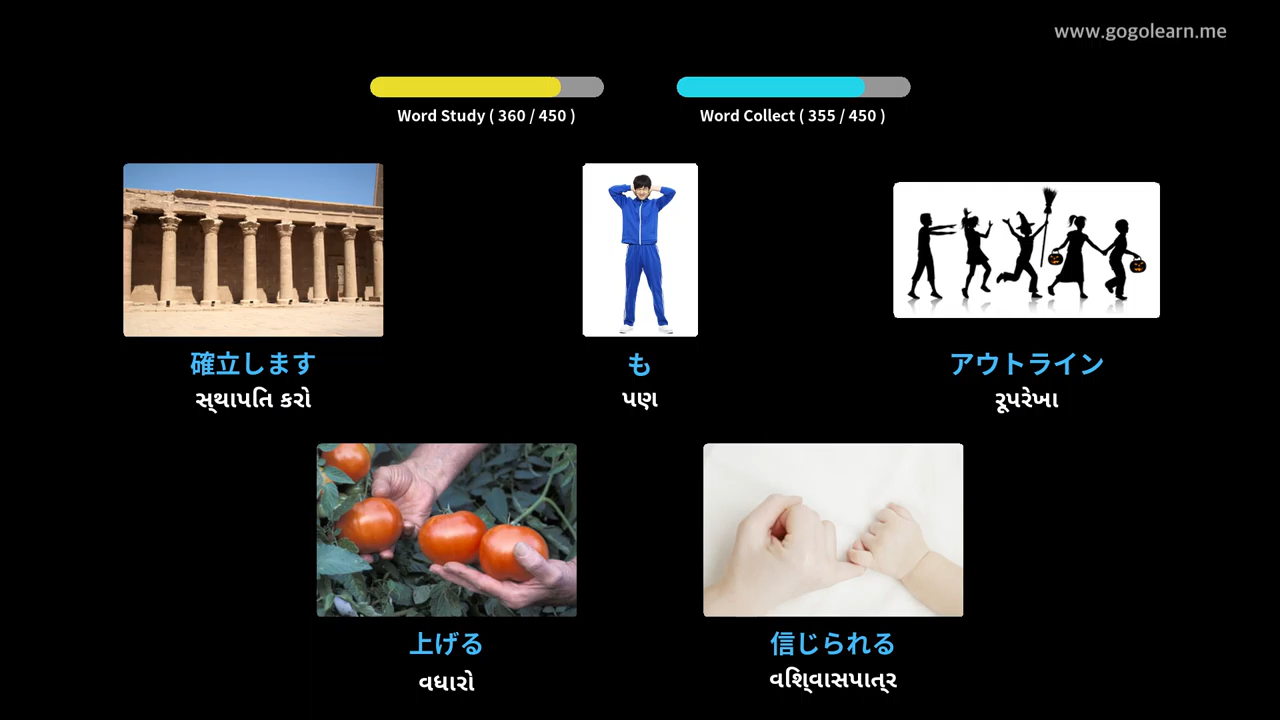 www.gogolearn.me
Word Study ( 360 / 450 )
Word Collect ( 355 / 450 )
確立します
સ્થાપતિ કરો
も
પણ
アウトライン
રૂપરેખા
上げる
વધારો
信じられる
વશ્વિાસપાત્ર